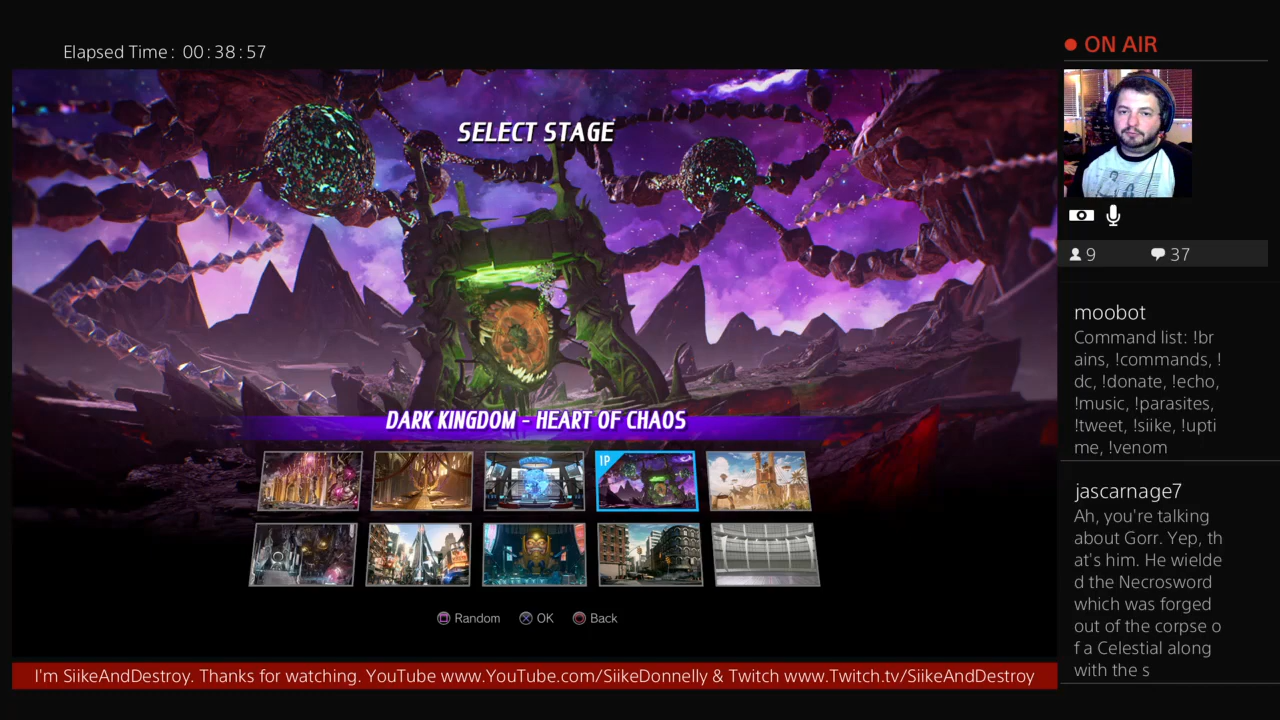 Elapsed Time: 00:38:57
ON AIR
SELECT STAGE
9 37
moobot
Command list: !br
ains, !commands, !
dc, !donate, !echo,
!music, !parasites,
!tweet, !siike, !upti
me, !venom
DARK KINGDOM - HEART OF CHAOS
1P
jascarnage7
Ah, you're talking
about Gorr. Yep, th
at's him. He wielde
d the Necrosword
which was forged
out of the corpse o
f a Celestial along
with the s
Random OK Back
I'm SiikeAndDestroy. Thanks for watching. YouTube www.YouTube.com/SiikeDonnelly & Twitch www.Twitch.tv/SiikeAndDestroy